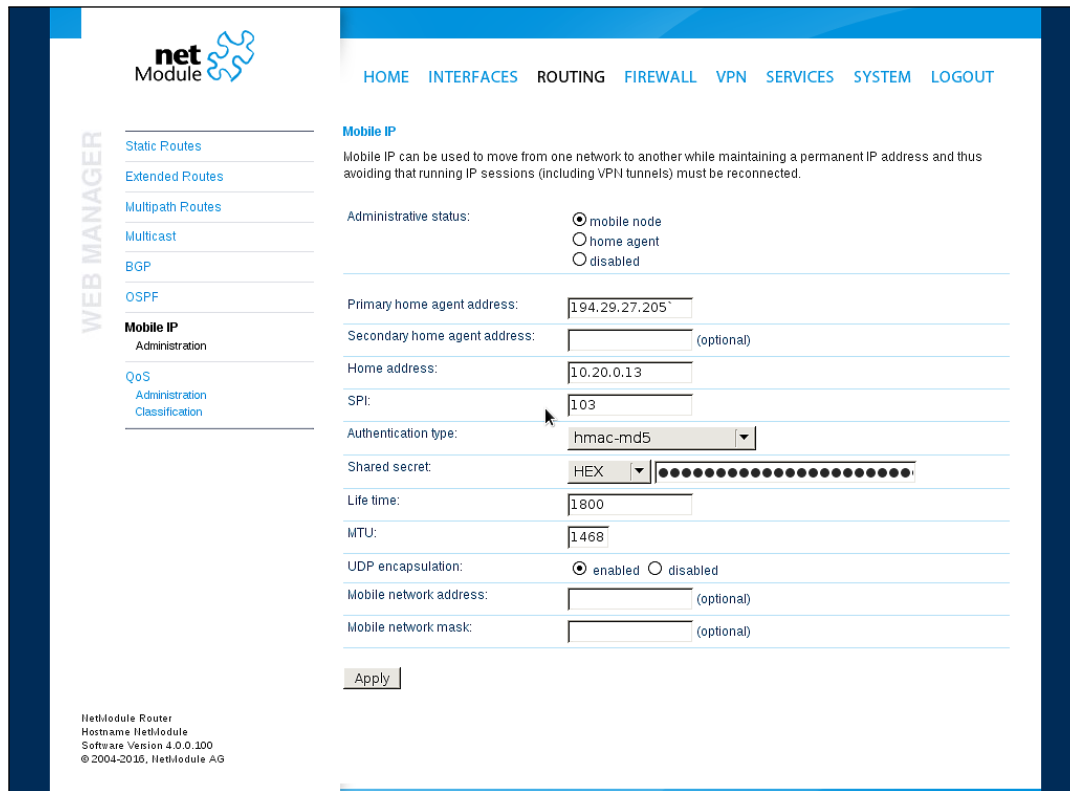 net
Module
HOME INTERFACES ROUTING FIREWALL VPN SERVICES SYSTEM LOGOUT
WEB MANAGER
Static Routes
Extended Routes
Multipath Routes
Multicast
BGP
OSPF
Mobile IP
Administration
QoS
Administration
Classification
Mobile IP
Mobile IP can be used to move from one network to another while maintaining a permanent IP address and thus
avoiding that running IP sessions (including VPN tunnels) must be reconnected.
Administrative status:
mobile node
home agent
disabled
Primary home agent address: 194.29.27.205`
Secondary home agent address: (optional)
Home address: 10.20.0.13
SPI: 103
Authentication type: hmac-md5
Shared secret: HEX ●●●●●●●●●●●●●●●●●●●●●●
Life time: 1800
MTU: 1468
UDP encapsulation: enabled disabled
Mobile network address: (optional)
Mobile network mask: (optional)
Apply
NetModule Router
Hostname NetModule
Software Version 4.0.0.100
© 2004-2016, NetModule AG